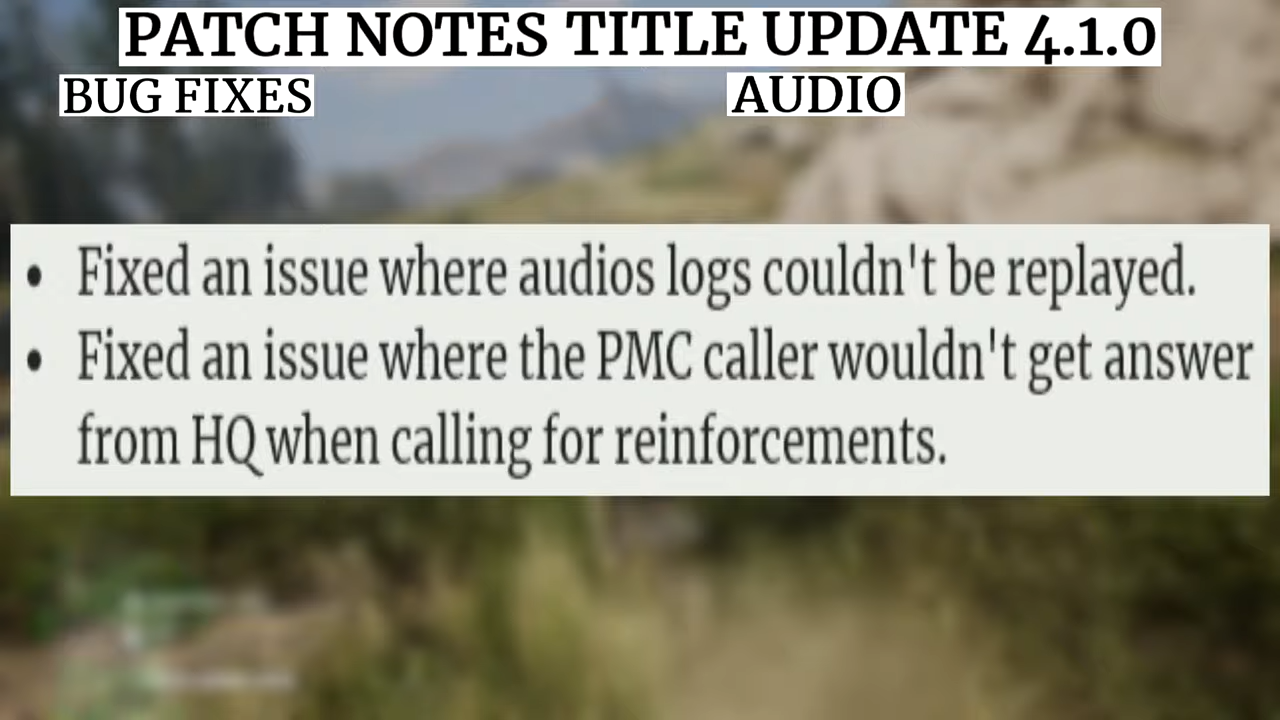 PATCH NOTES TITLE UPDATE 4.1.0
BUG FIXES AUDIO
• Fixed an issue where audios logs couldn't be replayed.
• Fixed an issue where the PMC caller wouldn't get answer
from HQ when calling for reinforcements.